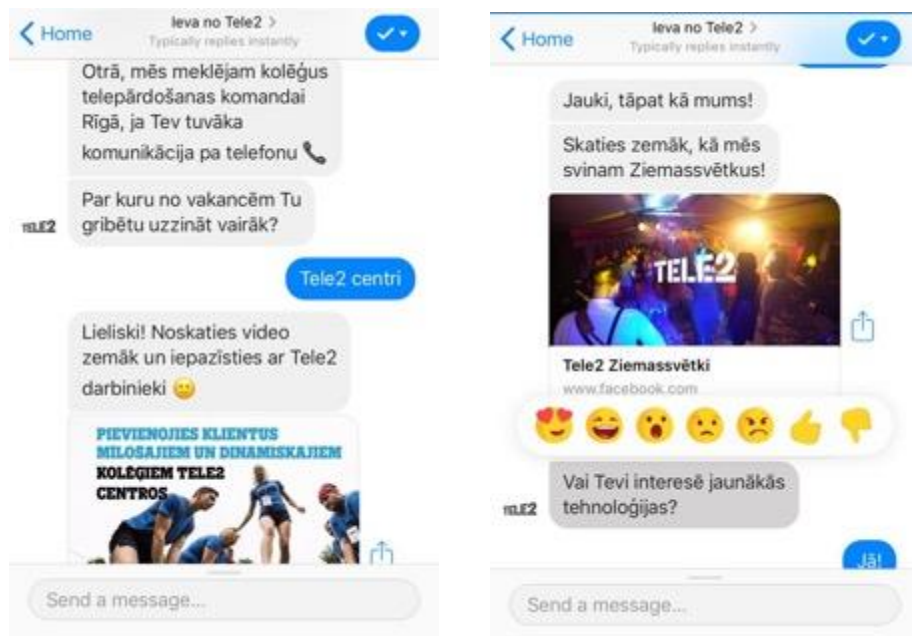 Home
Ieva no Tele2 >
Typically replies instantly
Otrā, mēs meklējam kolēģus
telepārdošanas komandai
Rīgā, ja Tev tuvāka
komunikācija pa telefonu 📞
Par kuru no vakancēm Tu
gribētu uzzināt vairāk?
TELE2
Tele2 centri
Lieliski! Noskaties video
zemāk un iepazīsties ar Tele2
darbinieki 🙂
PIEVIENOJIES KLIENTUS
MĪLOŠAJIEM UN DINAMISKAJIEM
KOLĒĢIEM TELE2
CENTROS
Send a message...
Home
Ieva no Tele2 >
Typically replies instantly
Jauki, tāpat kā mums!
Skaties zemāk, kā mēs
svinam Ziemassvētkus!
TELE2
Tele2 Ziemassvētki
www.facebook.com
😍 😄 😮 🙁 😠 👍 👎
Vai Tevi interesē jaunākās
tehnoloģijas?
TELE2
Jā!
Send a message...